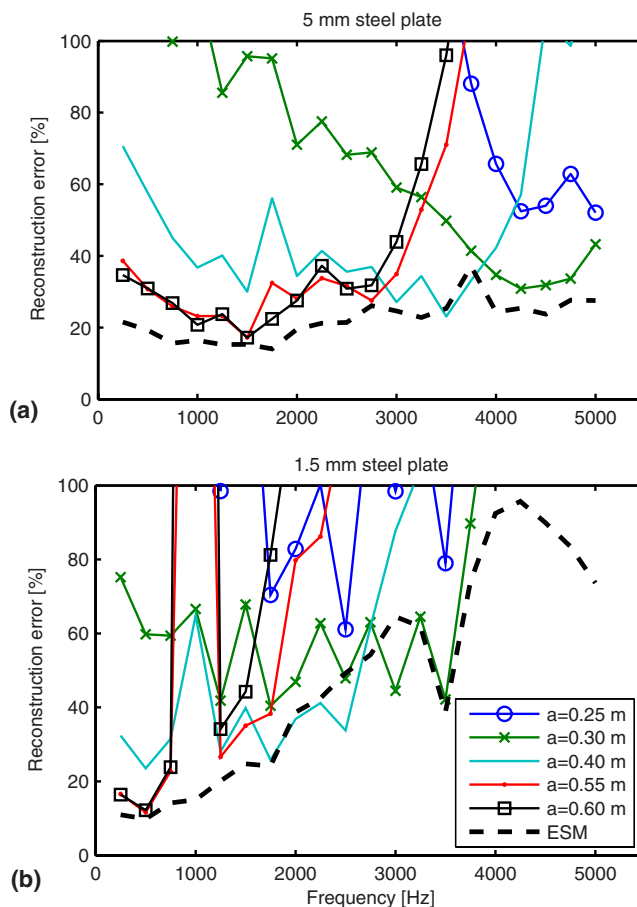 5 mm steel plate
100
80
60
40
20
0
Reconstruction error [%]
0 1000 2000 3000 4000 5000
(a)
1.5 mm steel plate
100
80
60
40
20
0
Reconstruction error [%]
a=0.25 m
a=0.30 m
a=0.40 m
a=0.55 m
a=0.60 m
ESM
0 1000 2000 3000 4000 5000
Frequency [Hz]
(b)